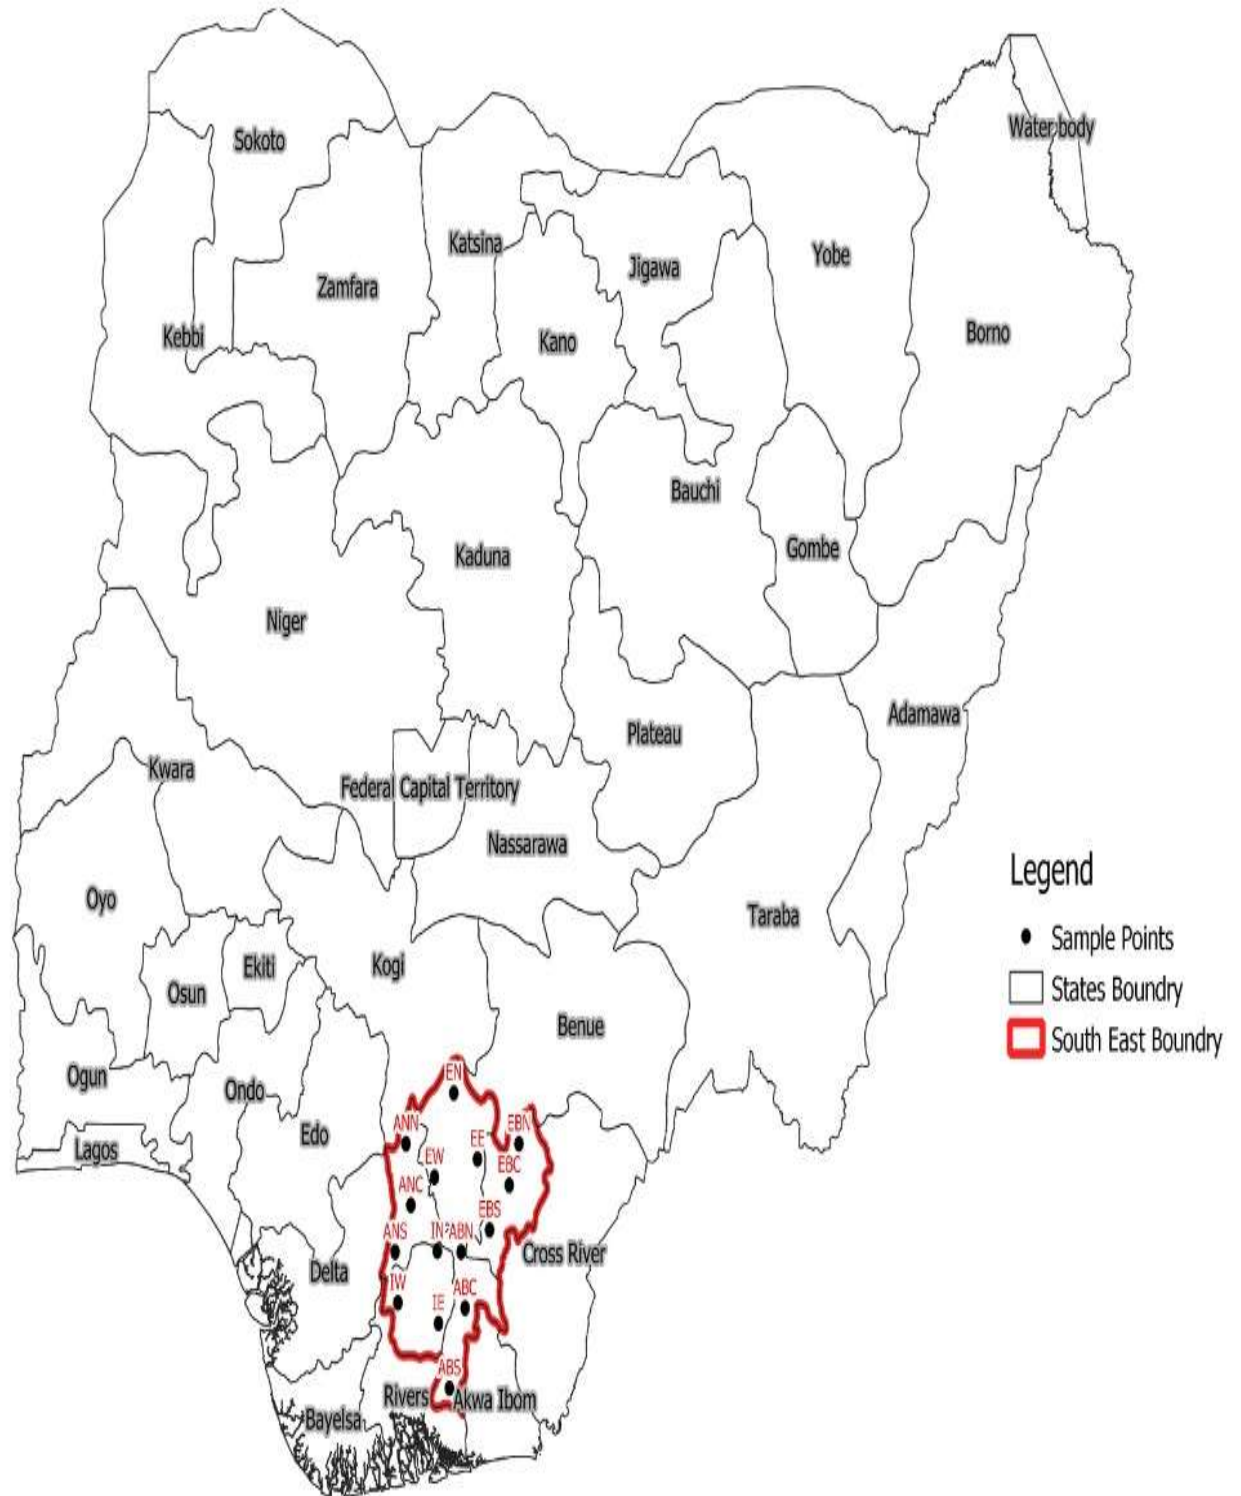 Sokoto
Water body
Katsina
Yobe
Jigawa
Zamfara
Borno
Kebbi
Kano
Bauchi
Gombe
Kaduna
Niger
Adamawa
Plateau
Kwara
Federal Capital Territory
Nassarawa
Oyo
Taraba
Kogi
Ekiti
Osun
Benue
Ogun
Ondo
Edo
Lagos
EN
ANN
EBN
EE
EW
EBC
ANC
EBS
ANS
IN
ABN
Cross River
Delta
IW
ABC
IE
ABS
Rivers
Akwa Ibom
Bayelsa
Legend
Sample Points
States Boundry
South East Boundry